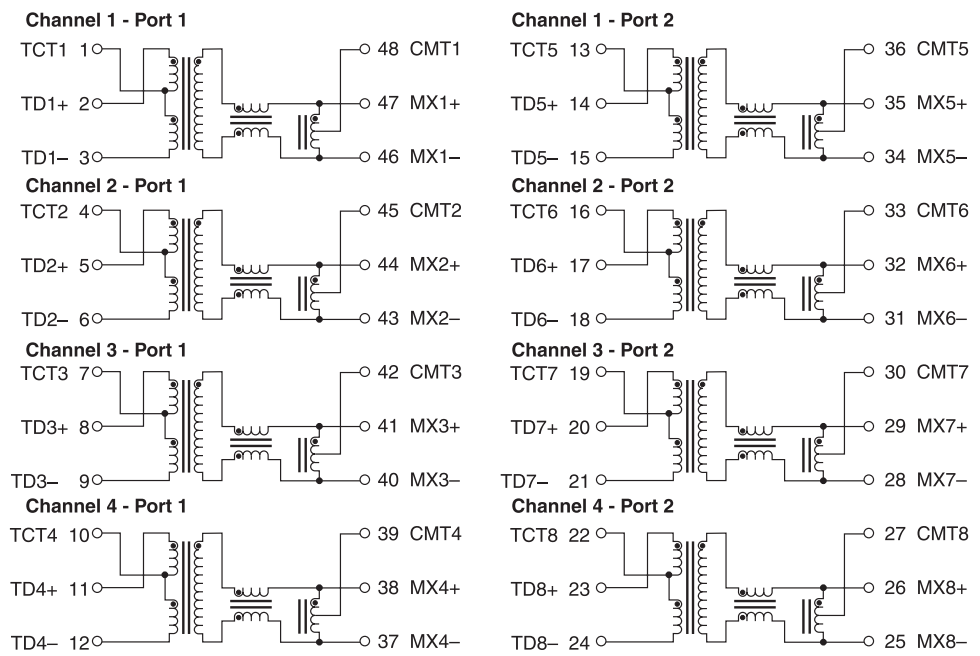 Channel 1 - Port 1
TCT1 1 48 CMT1
TD1+ 2 47 MX1+
TD1– 3 46 MX1–
Channel 2 - Port 1
TCT2 4 45 CMT2
TD2+ 5 44 MX2+
TD2– 6 43 MX2–
Channel 3 - Port 1
TCT3 7 42 CMT3
TD3+ 8 41 MX3+
TD3– 9 40 MX3–
Channel 4 - Port 1
TCT4 10 39 CMT4
TD4+ 11 38 MX4+
TD4– 12 37 MX4–
Channel 1 - Port 2
TCT5 13 36 CMT5
TD5+ 14 35 MX5+
TD5– 15 34 MX5–
Channel 2 - Port 2
TCT6 16 33 CMT6
TD6+ 17 32 MX6+
TD6– 18 31 MX6–
Channel 3 - Port 2
TCT7 19 30 CMT7
TD7+ 20 29 MX7+
TD7– 21 28 MX7–
Channel 4 - Port 2
TCT8 22 27 CMT8
TD8+ 23 26 MX8+
TD8– 24 25 MX8–